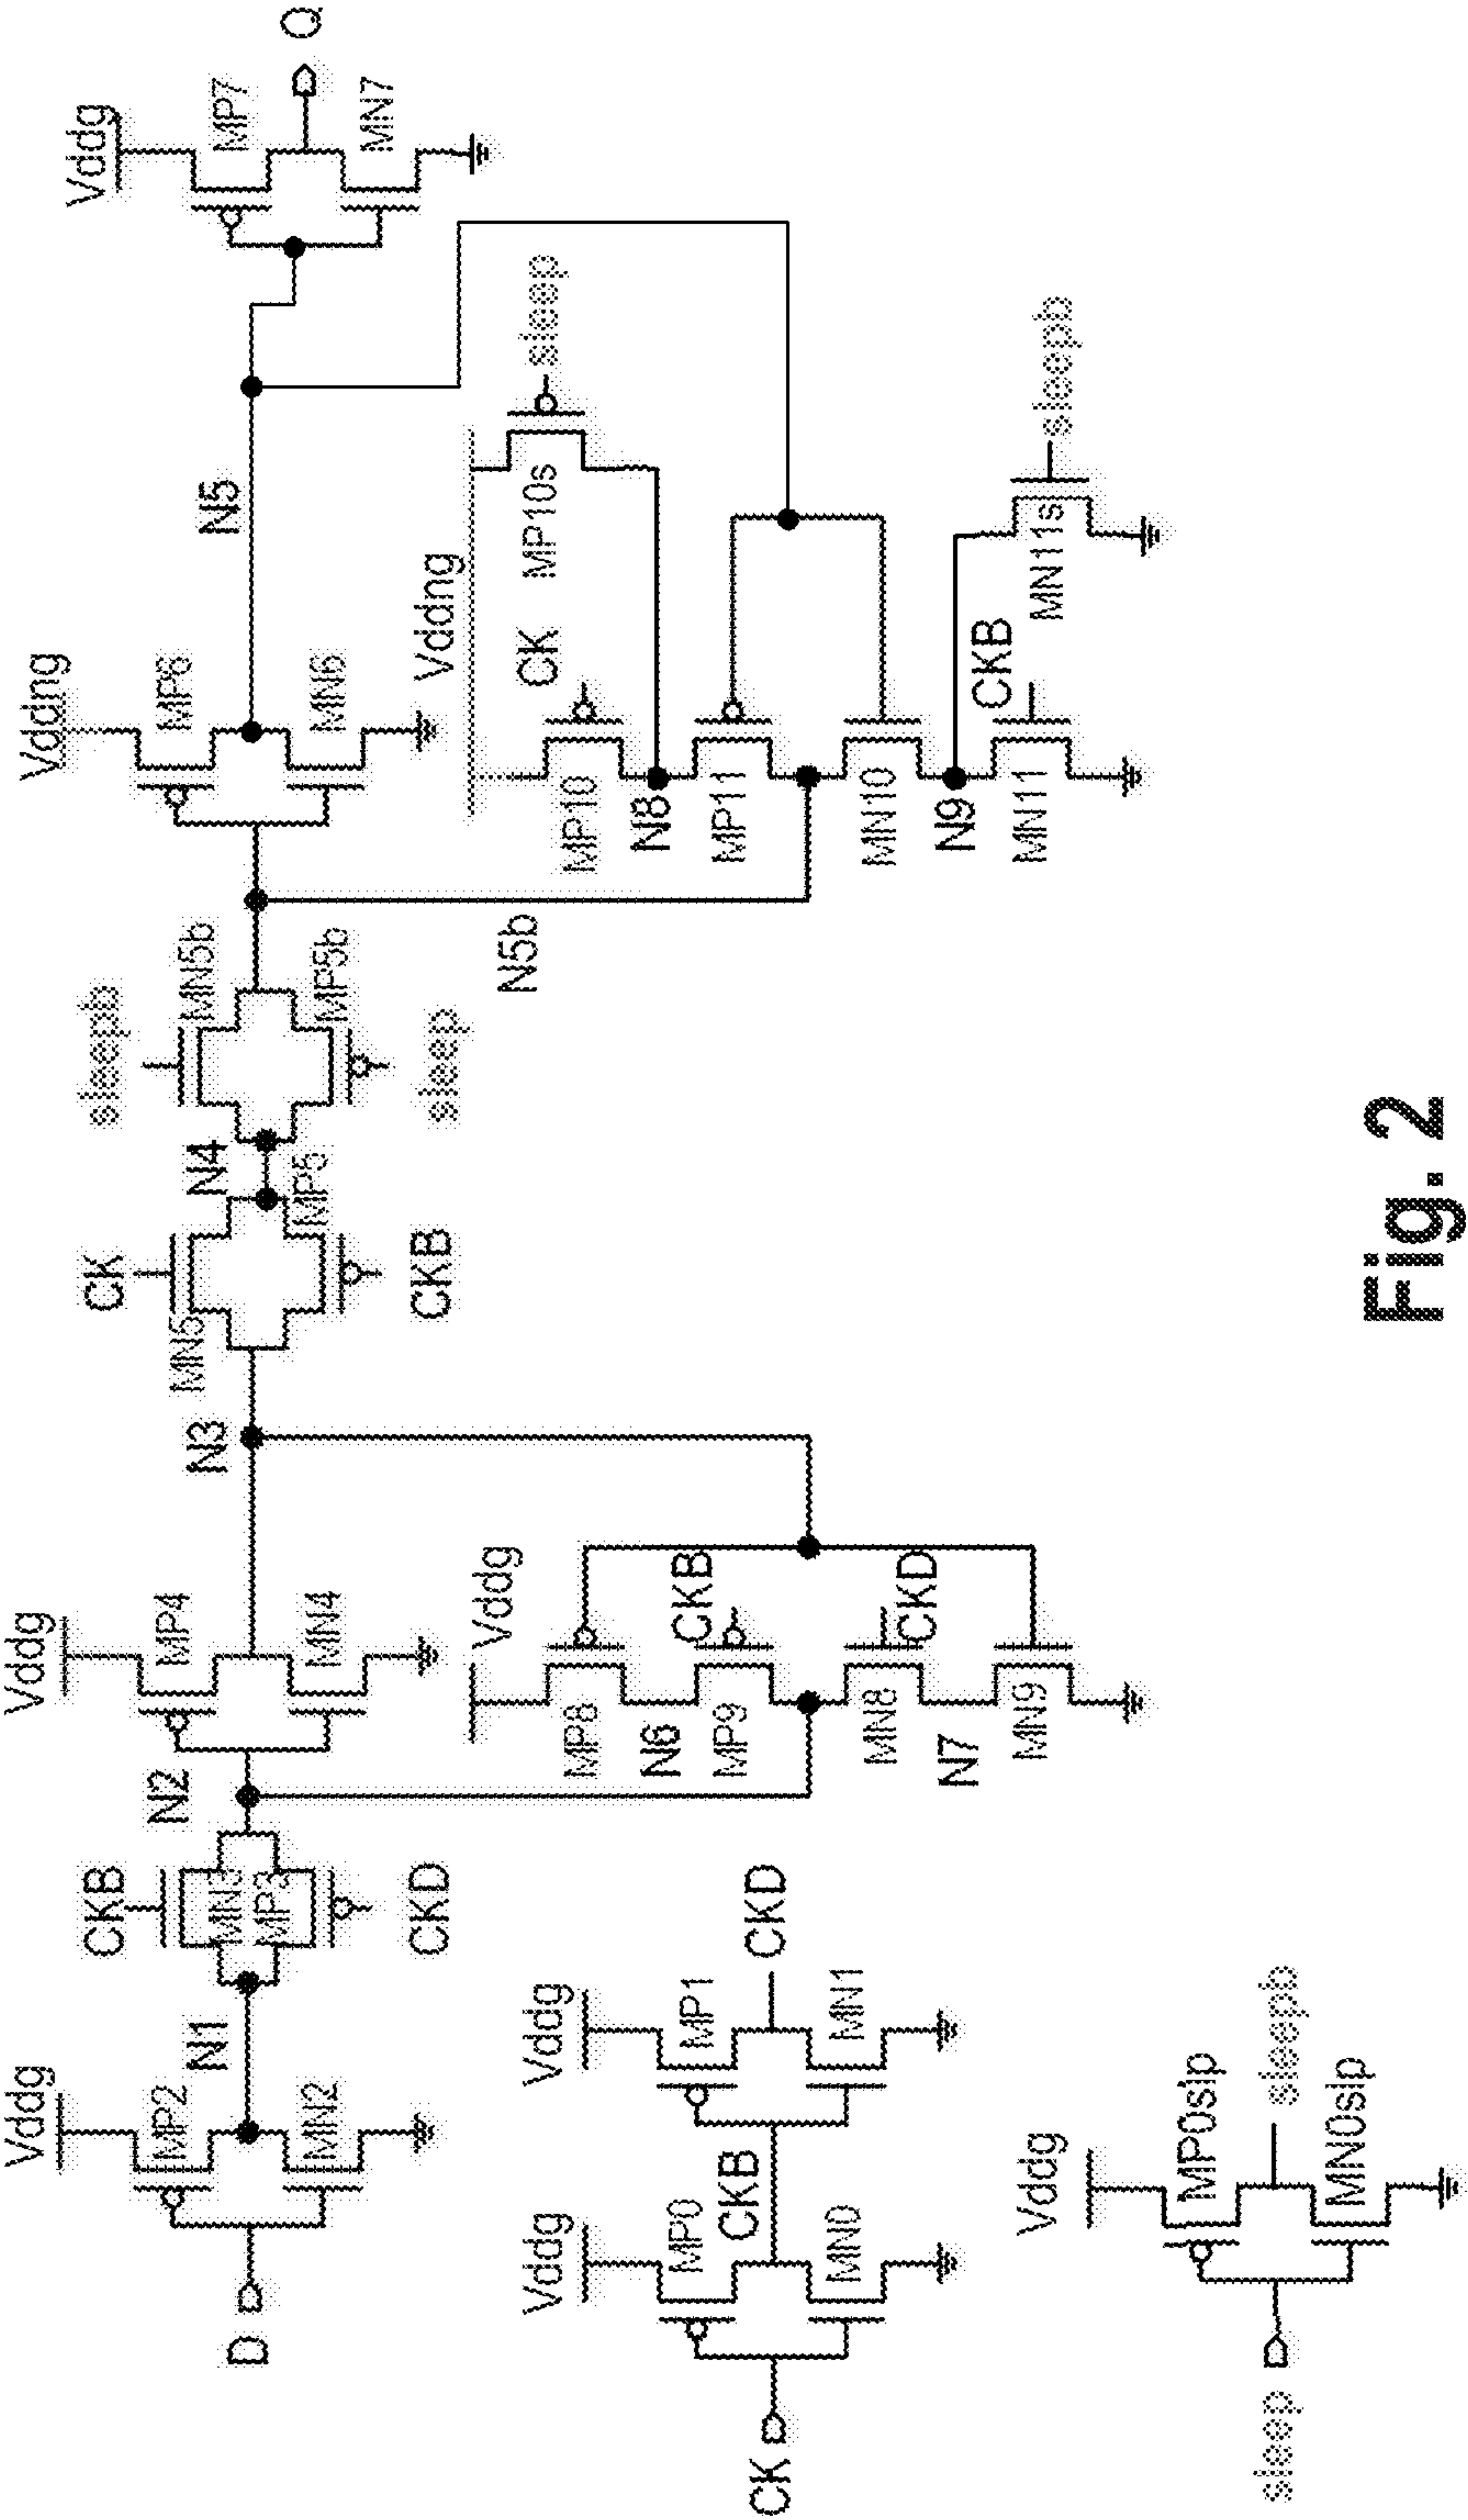 D
Vddg
MP2
MN2
N1
CKB
MN3
MP3
CKD
N2
Vddg
MP4
MN4
N3
CK
MN5
MP5
CKB
N4
sleepb
MN5b
MP5b
sleep
Vddng
MP6
MN6
N5
Vddg
MP7
MN7
Q
Vddg
MP8
N6
CKB
MP9
MN8
CKD
N7
MN9
N5b
Vddng
CK
MP10
MP10s
sleep
N8
MP11
MN10
N9
CKB
MN11
MN11s
sleepb
CK
Vddg
MP0
MN0
CKB
Vddg
MP1
MN1
CKD
sleep
Vddg
MP0slp
MN0slp
sleepb
Fig. 2